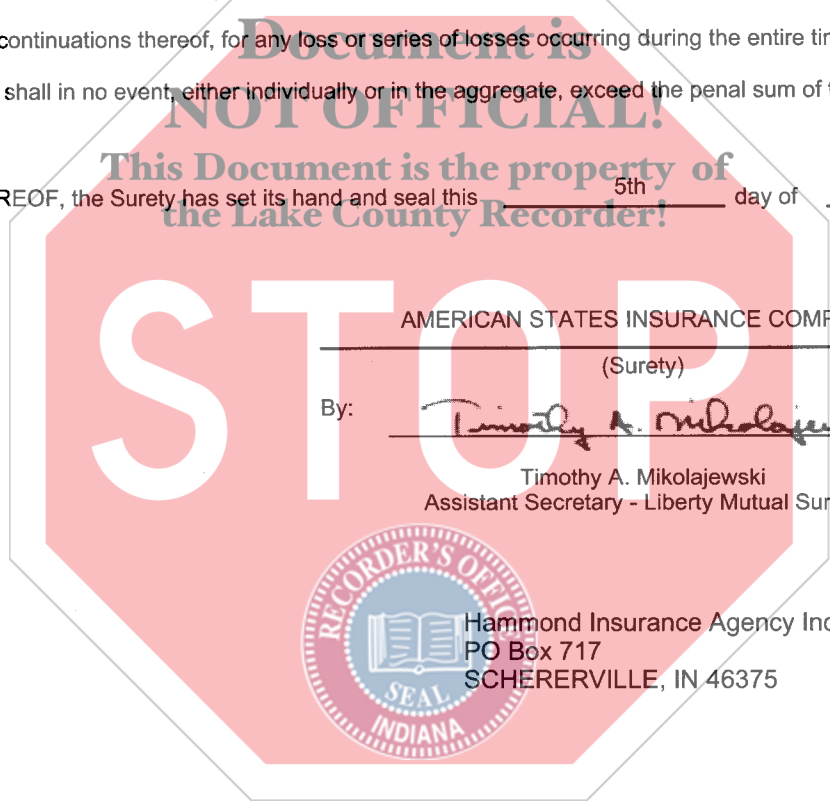 Document is
continuations thereof, for any loss or series of losses occurring during the entire
shall in no event, either individually or in the aggregate, exceed the penal sum of
NOT OFFICIAL!
This Document is the property of
REOF, the Surety has set its hand and seal this 5th day of
the Lake County Recorder!
STOP
AMERICAN STATES INSURANCE
(Surety)
By: Timothy A.
Timothy A. Mikolajewski
Assistant Secretary - Liberty Mutual
RECORDER'S OFFICE
SEAL
INDIANA
Hammond Insurance Agency Inc
PO Box 717
SCHERERVILLE, IN 46375